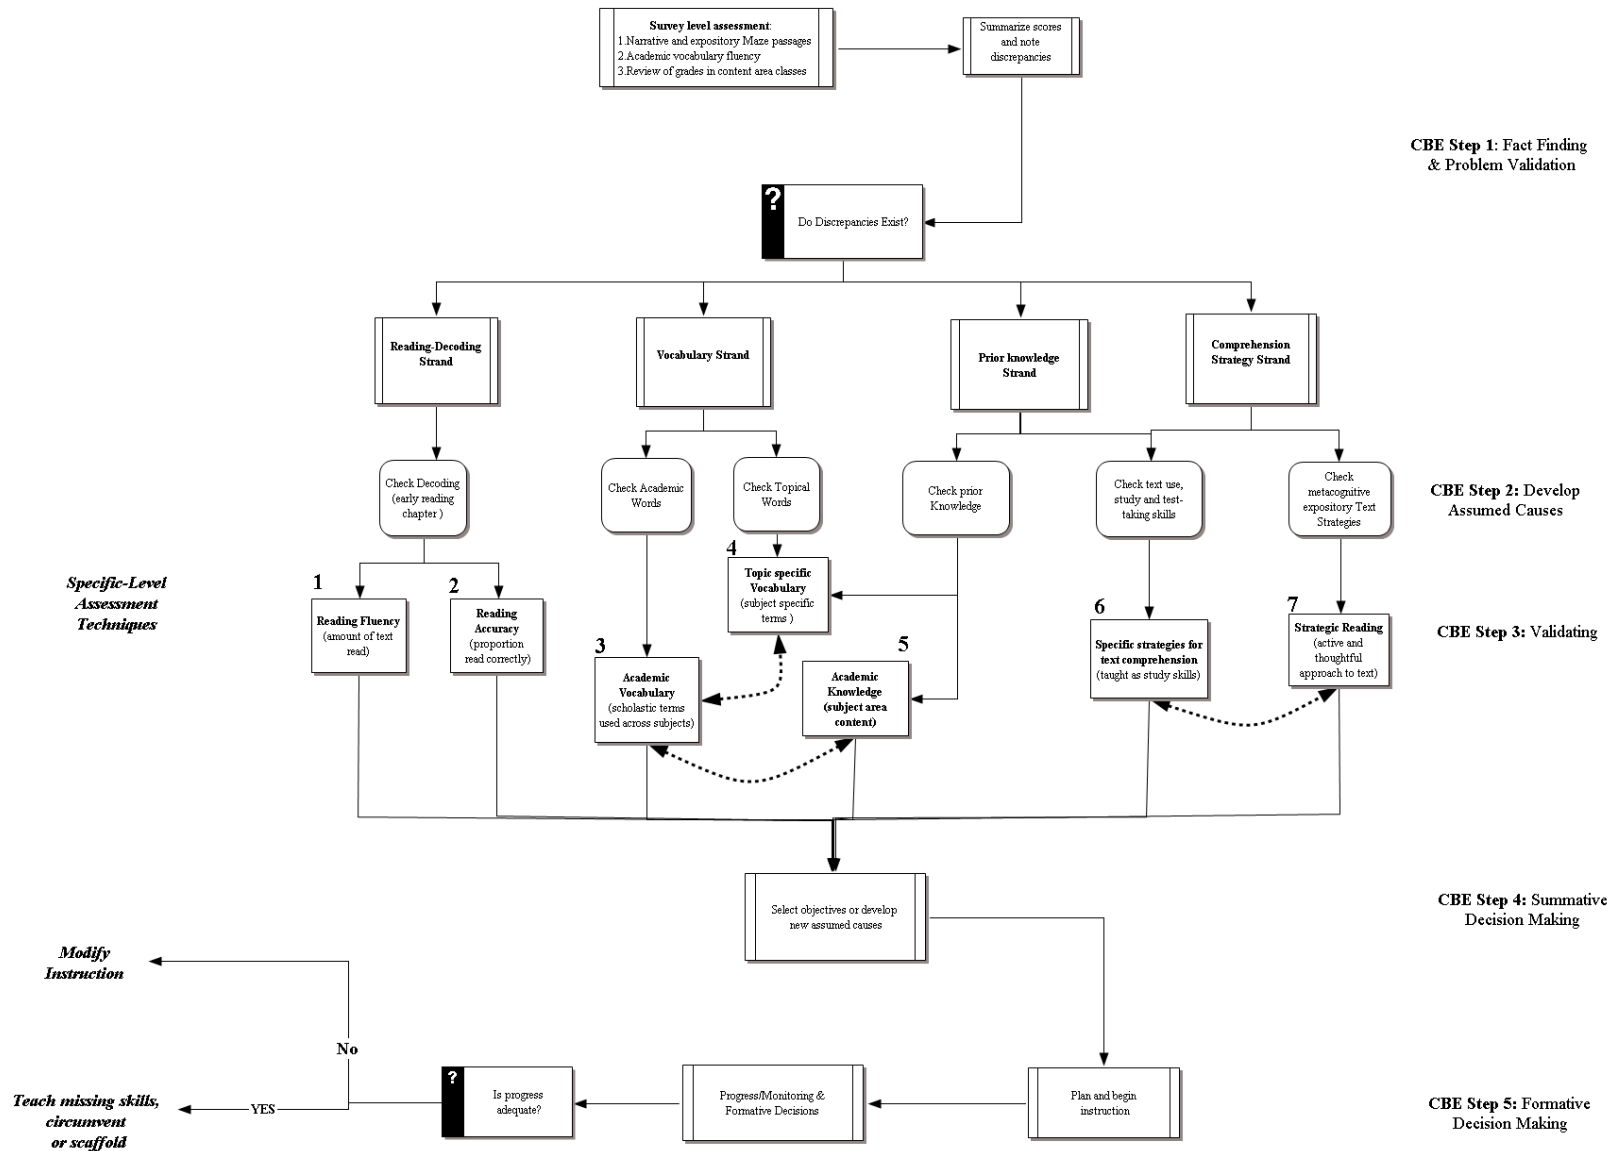 Survey level assessment:
1.Narrative and expository Maze passages
2.Academic vocabulary fluency
3.Review of grades in content area classes
Summarize scores
and note
discrepancies
CBE Step 1: Fact Finding
& Problem Validation
?
Do Discrepancies Exist?
Reading-Decoding
Strand
Vocabulary Strand
Prior knowledge
Strand
Comprehension
Strategy Strand
Check Decoding
(early reading
chapter )
Check Academic
Words
Check Topical
Words
Check prior
Knowledge
Check text use,
study and test-
taking skills
Check
metacognitive
expository Text
Strategies
CBE Step 2: Develop
Assumed Causes
Specific-Level
Assessment
Techniques
1
Reading Fluency
(amount of text
read)
2
Reading
Accuracy
(proportion
read correctly)
3
Academic
Vocabulary
(scholastic terms
used across subjects)
4
Topic specific
Vocabulary
(subject specific
terms )
5
Academic
Knowledge
(subject area
content)
6
Specific strategies for
text comprehension
(taught as study skills)
7
Strategic Reading
(active and
thoughtful
approach to text)
CBE Step 3: Validating
Select objectives or develop
new assumed causes
CBE Step 4: Summative
Decision Making
Modify
Instruction
No
Teach missing skills,
circumvent
or scaffold
YES
?
Is progress
adequate?
Progress/Monitoring &
Formative Decisions
Plan and begin
instruction
CBE Step 5: Formative
Decision Making